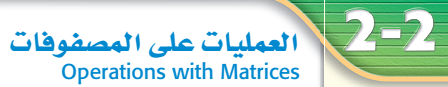 2-2
العمليات على المصفوفات
Operations with Matrices